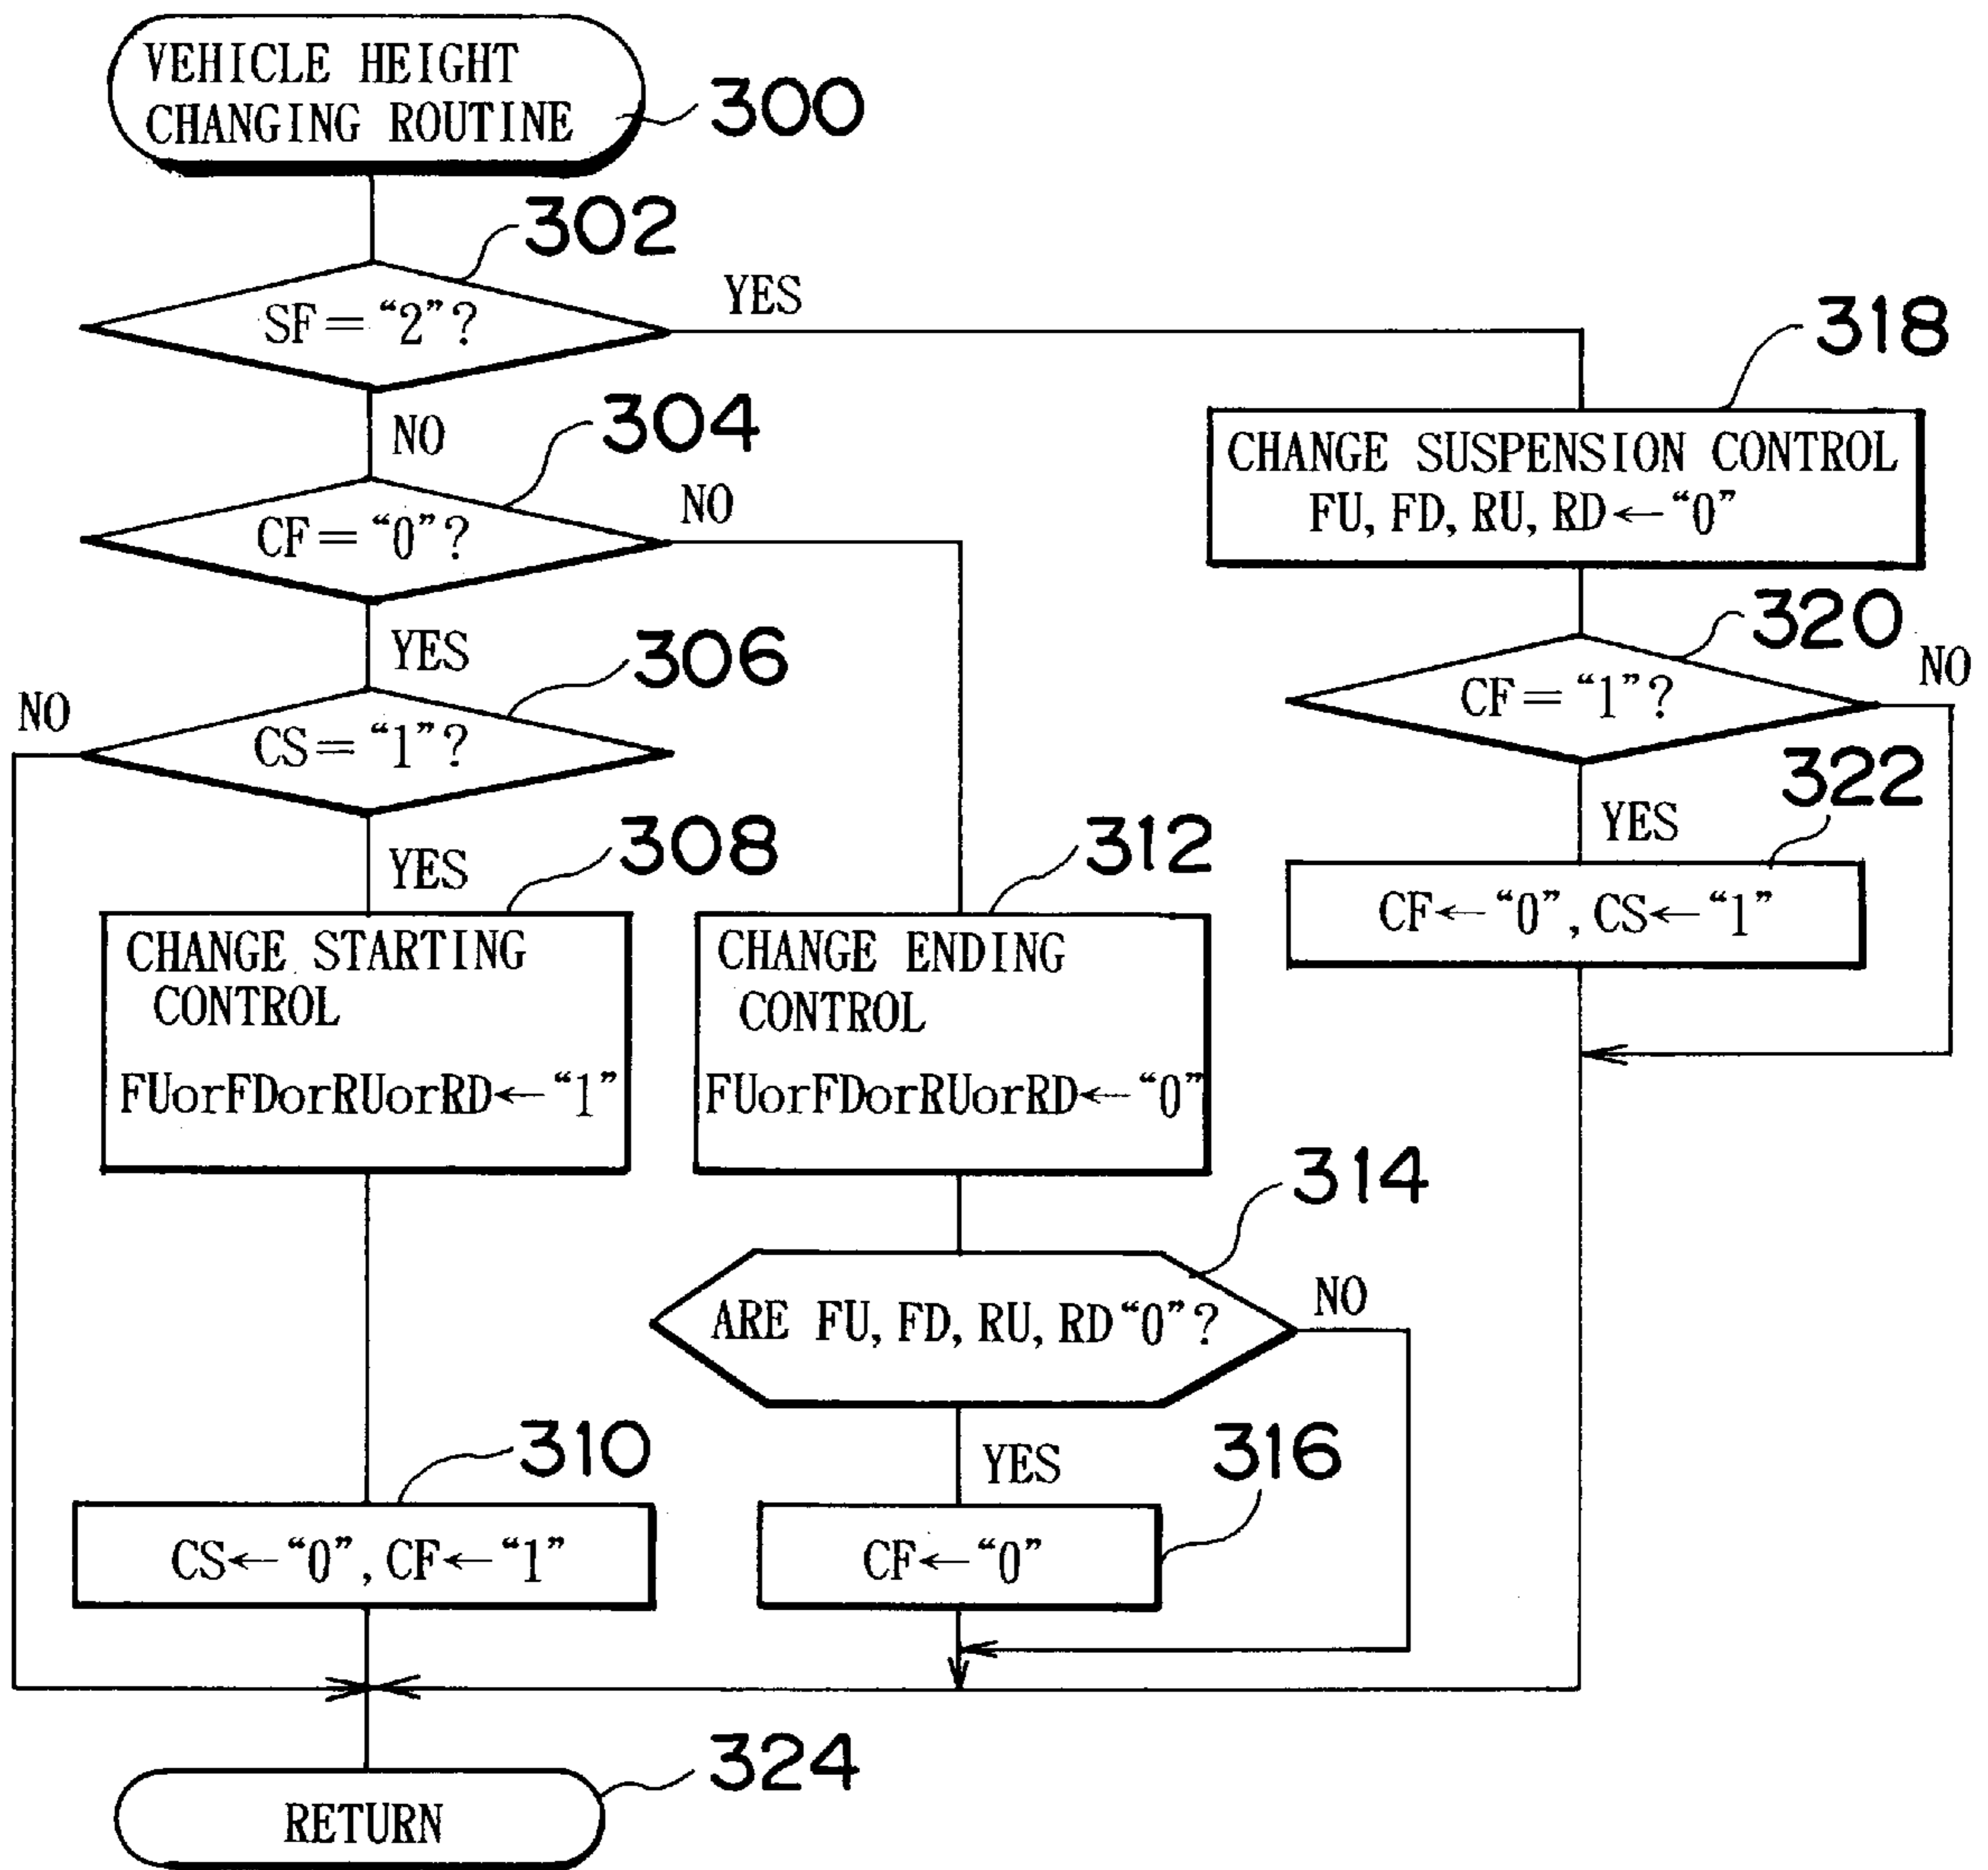 VEHICLE HEIGHT
CHANGING ROUTINE
300
302
SF=“2”?
YES
NO
304
CF=“0”?
NO
YES
306
NO
CS=“1”?
YES
308
CHANGE STARTING
CONTROL
FUorFDorRUorRD←“1”
310
CS←“0”, CF←“1”
312
CHANGE ENDING
CONTROL
FUorFDorRUorRD←“0”
314
ARE FU, FD, RU, RD“0”?
NO
YES
316
CF←“0”
318
CHANGE SUSPENSION CONTROL
FU, FD, RU, RD←“0”
320
CF=“1”?
NO
YES
322
CF←“0”, CS←“1”
324
RETURN